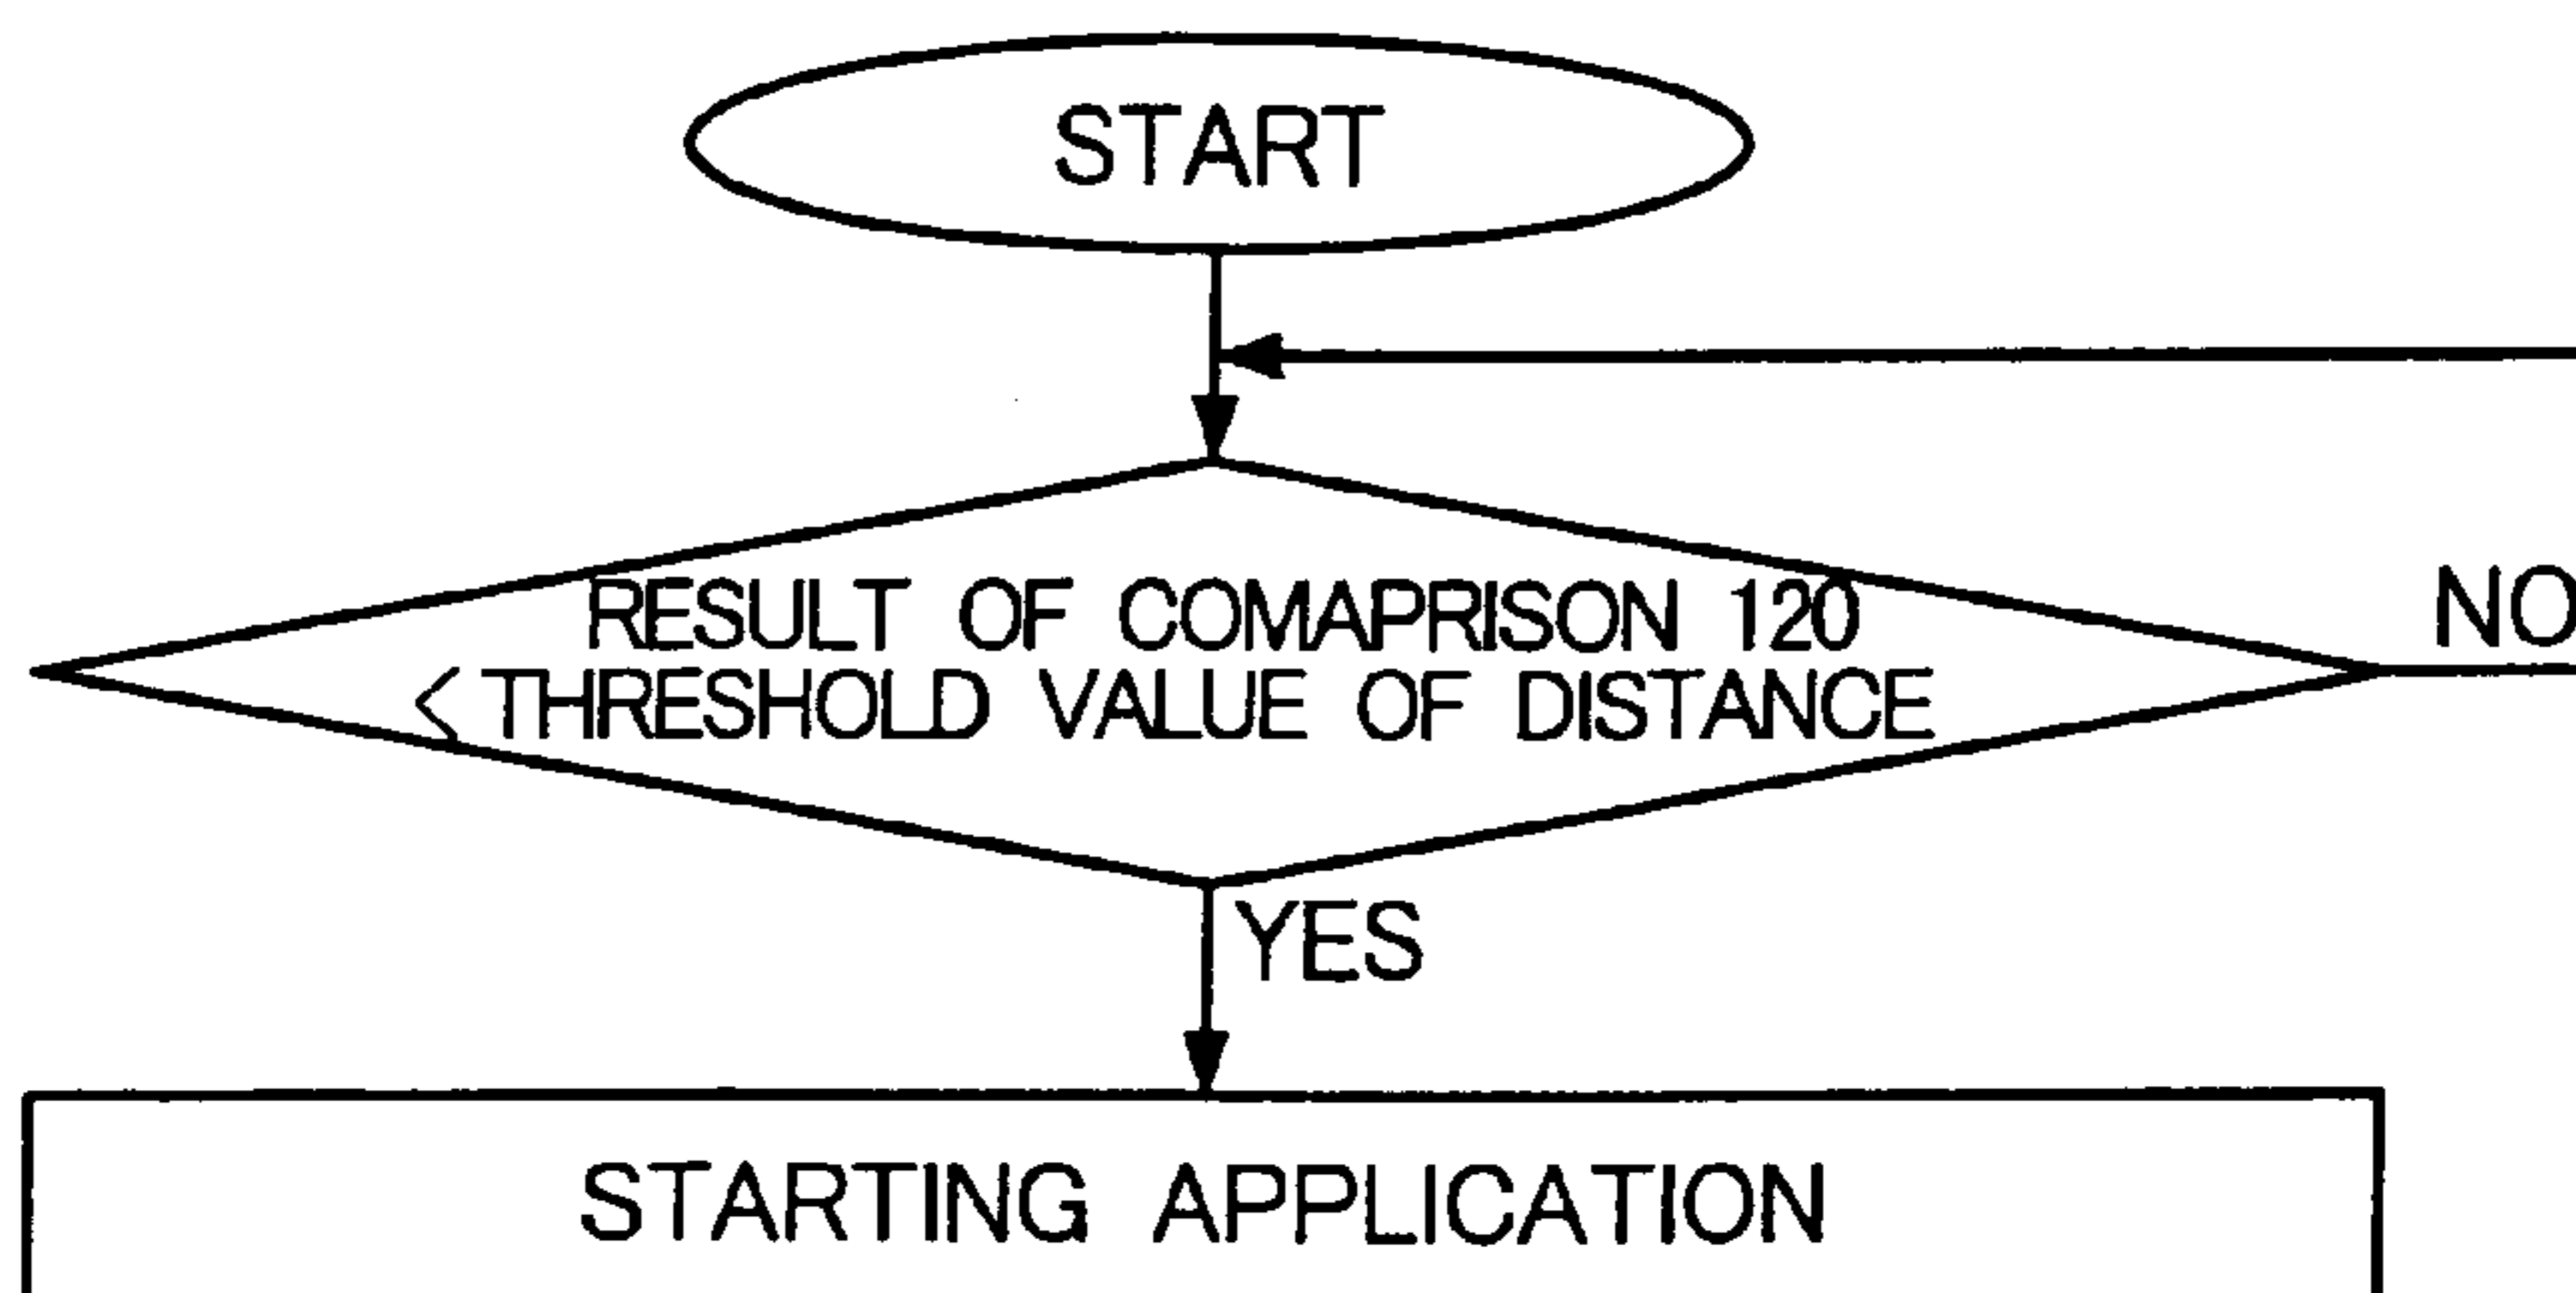 START
RESULT OF COMAPRISON 120
< THRESHOLD VALUE OF DISTANCE
NO
YES
STARTING APPLICATION